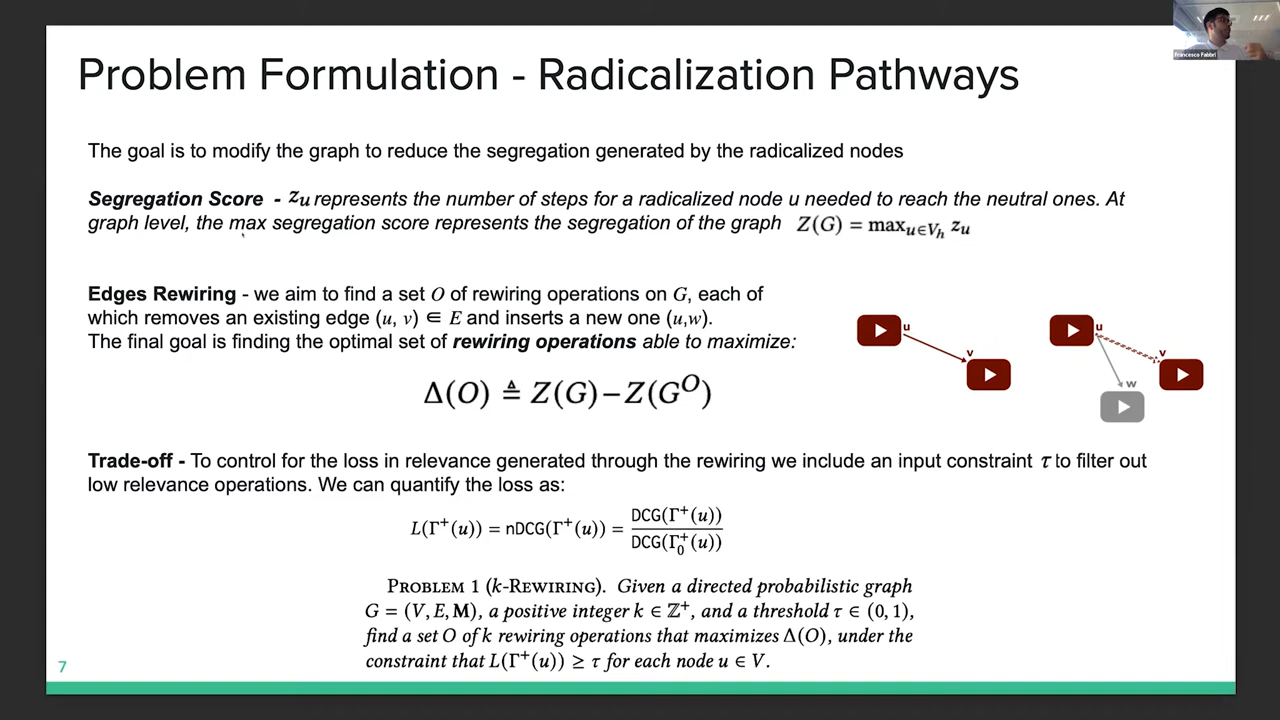 Francesco Fabbri
Problem Formulation - Radicalization Pathways
The goal is to modify the graph to reduce the segregation generated by the radicalized nodes
Segregation Score - zu represents the number of steps for a radicalized node u needed to reach the neutral ones. At
graph level, the max segregation score represents the segregation of the graph Z(G) = max_{u∈V_h} z_u
Edges Rewiring - we aim to find a set O of rewiring operations on G, each of
which removes an existing edge (u, v) ∈ E and inserts a new one (u,w).
The final goal is finding the optimal set of rewiring operations able to maximize:
Δ(O) ≜ Z(G) − Z(G^O)
u
v
u
v
w
Trade-off - To control for the loss in relevance generated through the rewiring we include an input constraint τ to filter out
low relevance operations. We can quantify the loss as:
L(Γ⁺(u)) = nDCG(Γ⁺(u)) = DCG(Γ⁺(u)) / DCG(Γ₀⁺(u))
PROBLEM 1 (k-REWIRING). Given a directed probabilistic graph
G = (V, E, M), a positive integer k ∈ ℤ⁺, and a threshold τ ∈ (0, 1),
find a set O of k rewiring operations that maximizes Δ(O), under the
constraint that L(Γ⁺(u)) ≥ τ for each node u ∈ V.
7